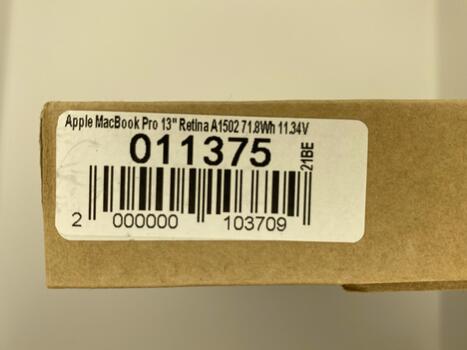 Apple MacBook Pro 13" Retina A1502 71.8Wh 11.34V
011375
21BE
2 000000 103709